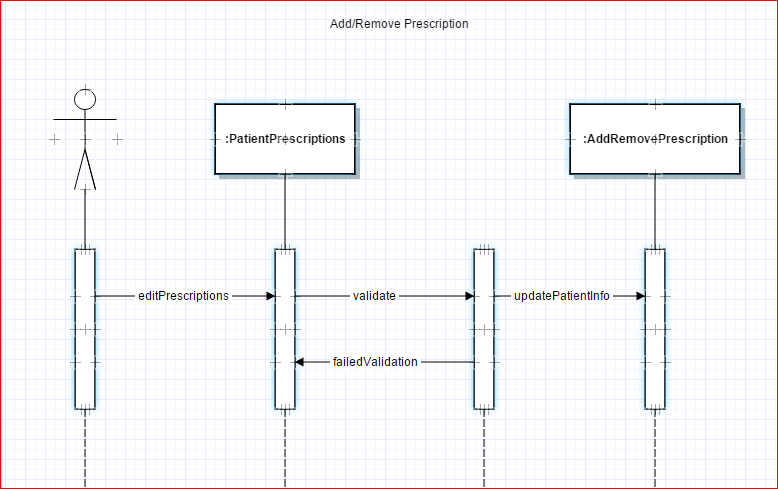 Add/Remove Prescription
:PatientPrescriptions
:AddRemovePrescription
editPrescriptions
validate
updatePatientInfo
failedValidation